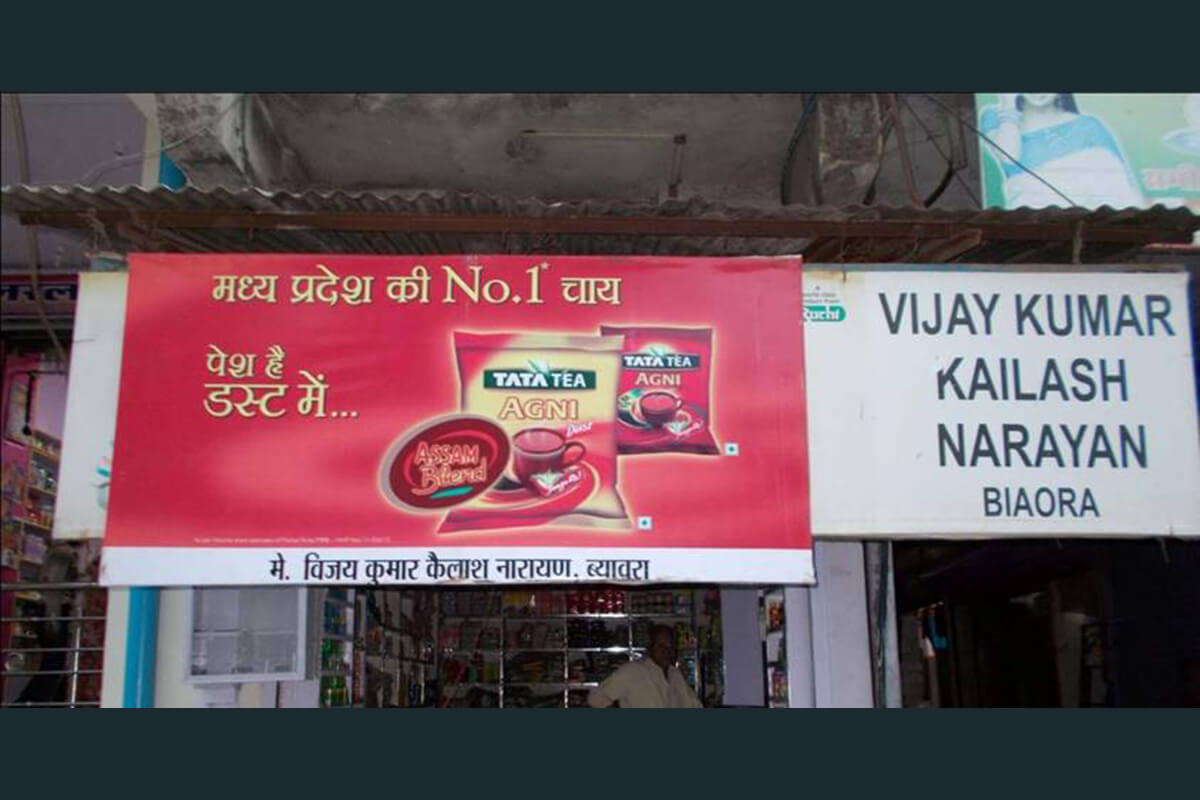 मध्य प्रदेश की No.1* चाय
पेश है
डस्ट में...
TATA TEA
AGNI
Dust
ASSAM
Blend
TATA TEA
AGNI
मे. विजय कुमार कैलाश नारायण, ब्यावरा
Ruchi
VIJAY KUMAR
KAILASH
NARAYAN
BIAORA